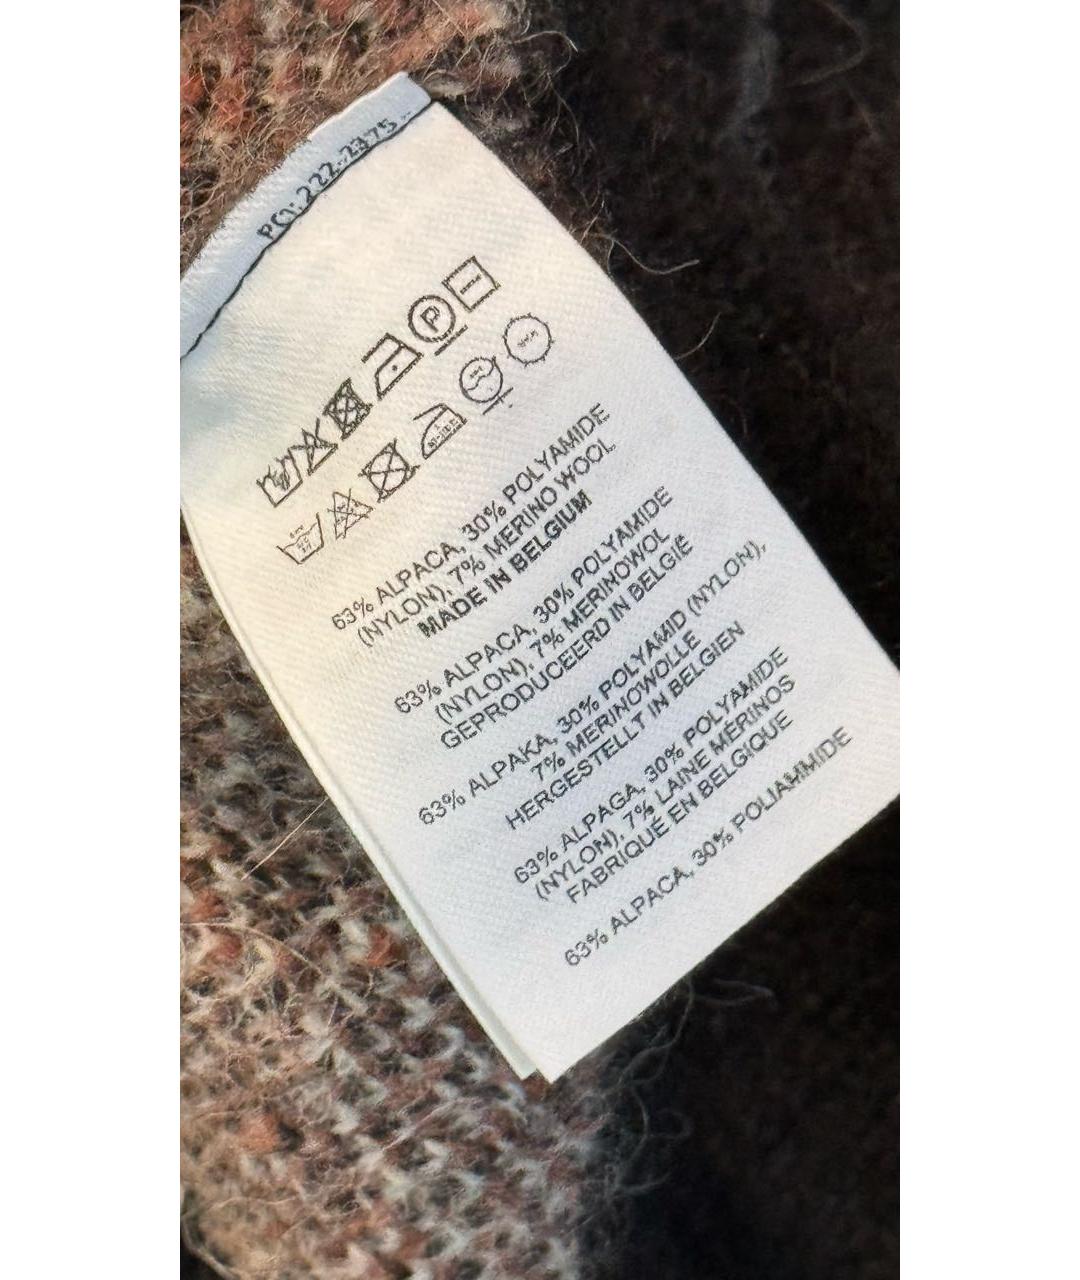 PO: 222-2375
P
63% ALPACA, 30% POLYAMIDE
(NYLON), 7% MERINO WOOL
MADE IN BELGIUM
63% ALPACA, 30% POLYAMIDE
(NYLON), 7% MERINOWOL
GEPRODUCEERD IN BELGIË
63% ALPAKA, 30% POLYAMID (NYLON),
7% MERINOWOLLE
HERGESTELLT IN BELGIEN
63% ALPAGA, 30% POLYAMIDE
(NYLON), 7% LAINE MÉRINOS
FABRIQUÉ EN BELGIQUE
63% ALPACA, 30% POLIAMMIDE